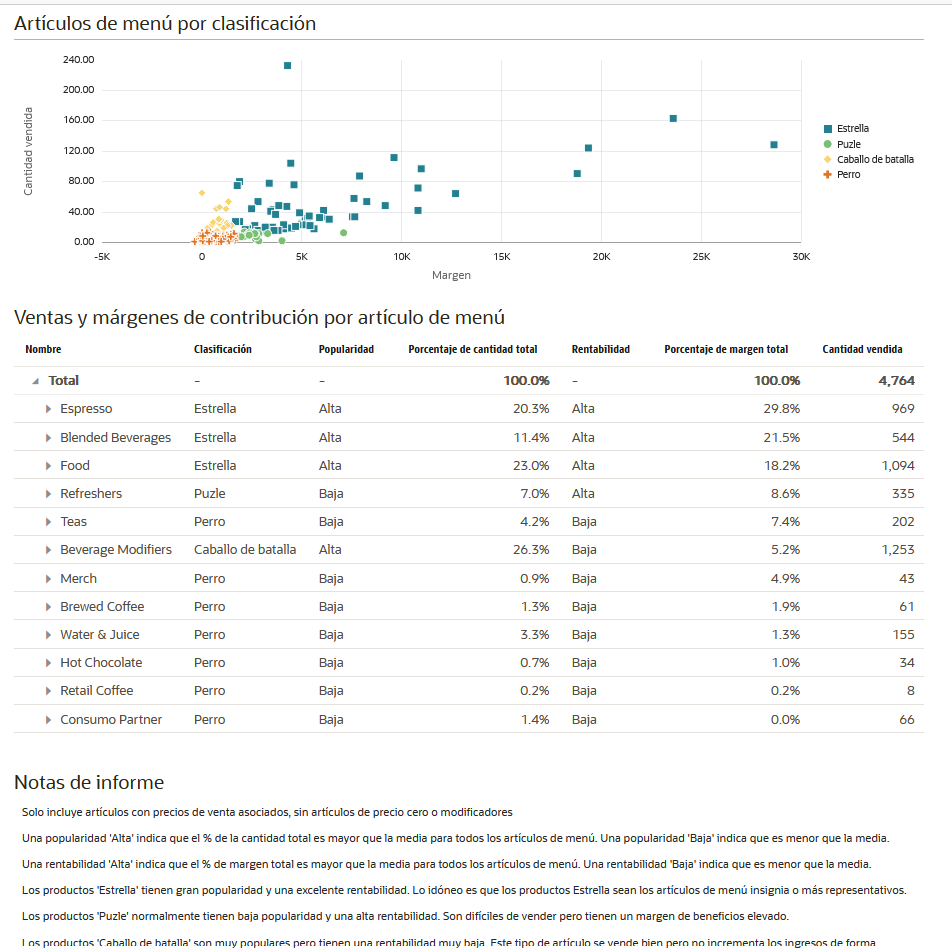 Artículos de menú por clasificación
240.00
200.00
160.00
120.00
80.00
40.00
0.00
Cantidad vendida
-5K 0 5K 10K 15K 20K 25K 30K
Margen
Estrella
Puzle
Caballo de batalla
Perro
Ventas y márgenes de contribución por artículo de menú
Nombre Clasificación Popularidad Porcentaje de cantidad total Rentabilidad Porcentaje de margen total Cantidad vendida
Total – – 100.0% – 100.0% 4,764
Espresso Estrella Alta 20.3% Alta 29.8% 969
Blended Beverages Estrella Alta 11.4% Alta 21.5% 544
Food Estrella Alta 23.0% Alta 18.2% 1,094
Refreshers Puzle Baja 7.0% Alta 8.6% 335
Teas Perro Baja 4.2% Baja 7.4% 202
Beverage Modifiers Caballo de batalla Alta 26.3% Baja 5.2% 1,253
Merch Perro Baja 0.9% Baja 4.9% 43
Brewed Coffee Perro Baja 1.3% Baja 1.9% 61
Water & Juice Perro Baja 3.3% Baja 1.3% 155
Hot Chocolate Perro Baja 0.7% Baja 1.0% 34
Retail Coffee Perro Baja 0.2% Baja 0.2% 8
Consumo Partner Perro Baja 1.4% Baja 0.0% 66
Notas de informe
Solo incluye artículos con precios de venta asociados, sin artículos de precio cero o modificadores
Una popularidad 'Alta' indica que el % de la cantidad total es mayor que la media para todos los artículos de menú. Una popularidad 'Baja' indica que es menor que la media.
Una rentabilidad 'Alta' indica que el % de margen total es mayor que la media para todos los artículos de menú. Una rentabilidad 'Baja' indica que es menor que la media.
Los productos 'Estrella' tienen gran popularidad y una excelente rentabilidad. Lo idóneo es que los productos Estrella sean los artículos de menú insignia o más representativos.
Los productos 'Puzle' normalmente tienen baja popularidad y una alta rentabilidad. Son difíciles de vender pero tienen un margen de beneficios elevado.
Los productos 'Caballo de batalla' son muy populares pero tienen una rentabilidad muy baja. Este tipo de artículo se vende bien pero no incrementa los ingresos de forma